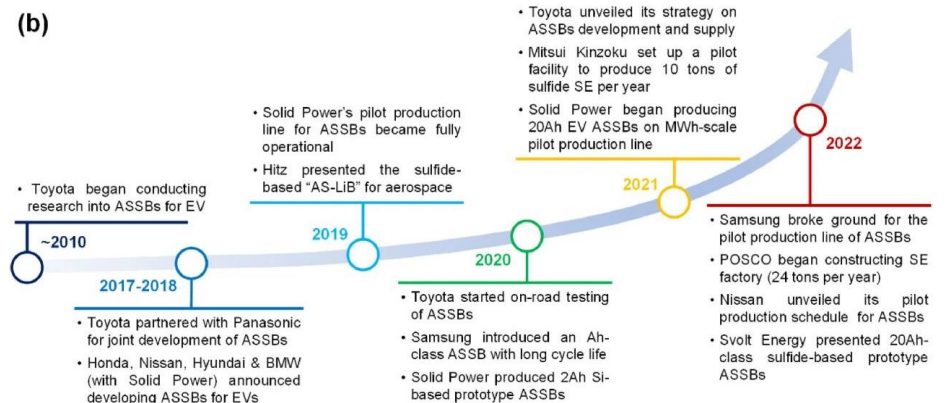 (b)
• Toyota began conducting
research into ASSBs for EV
~2010
2017-2018
• Toyota partnered with Panasonic
for joint development of ASSBs
• Honda, Nissan, Hyundai & BMW
(with Solid Power) announced
developing ASSBs for EVs
• Solid Power's pilot production
line for ASSBs became fully
operational
• Hitz presented the sulfide-
based "AS-LiB" for aerospace
2019
2020
• Toyota started on-road testing
of ASSBs
• Samsung introduced an Ah-
class ASSB with long cycle life
• Solid Power produced 2Ah Si-
based prototype ASSBs
• Toyota unveiled its strategy on
ASSBs development and supply
• Mitsui Kinzoku set up a pilot
facility to produce 10 tons of
sulfide SE per year
• Solid Power began producing
20Ah EV ASSBs on MWh-scale
pilot production line
2021
2022
• Samsung broke ground for the
pilot production line of ASSBs
• POSCO began constructing SE
factory (24 tons per year)
• Nissan unveiled its pilot
production schedule for ASSBs
• Svolt Energy presented 20Ah-
class sulfide-based prototype
ASSBs